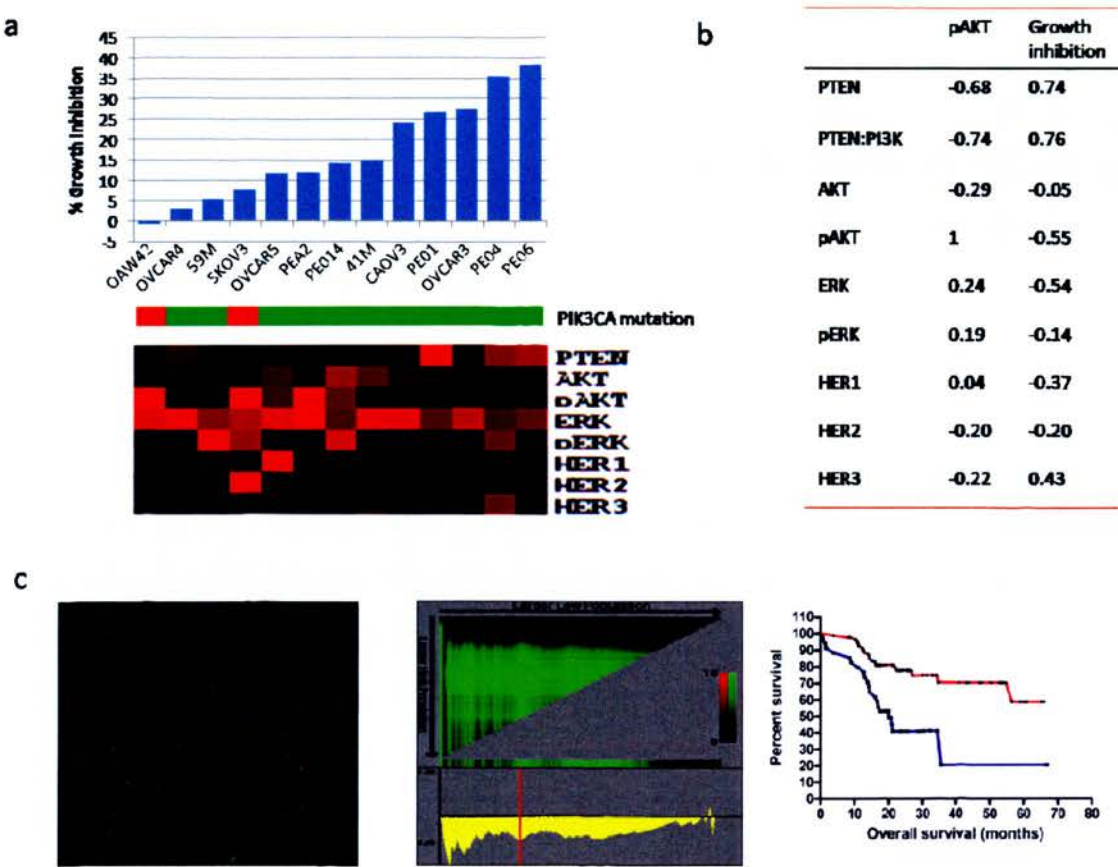 a
45
40
35
30
25
20
15
10
5
0
-5
% Growth Inhibition
OAW42
OVCAR4
59M
SKOV3
OVCAR5
PEA2
PEO14
41M
CAOV3
PEO1
OVCAR3
PEO4
PEO6
PIK3CA mutation
PTEN
AKT
pAKT
ERK
pERK
HER1
HER2
HER3
b
pAKT Growth inhibition
PTEN -0.68 0.74
PTEN:PI3K -0.74 0.76
AKT -0.29 -0.05
pAKT 1 -0.55
ERK 0.24 -0.54
pERK 0.19 -0.14
HER1 0.04 -0.37
HER2 -0.20 -0.20
HER3 -0.22 0.43
c
Percent survival
110
100
90
80
70
60
50
40
30
20
10
0
0 10 20 30 40 50 60 70 80
Overall survival (months)